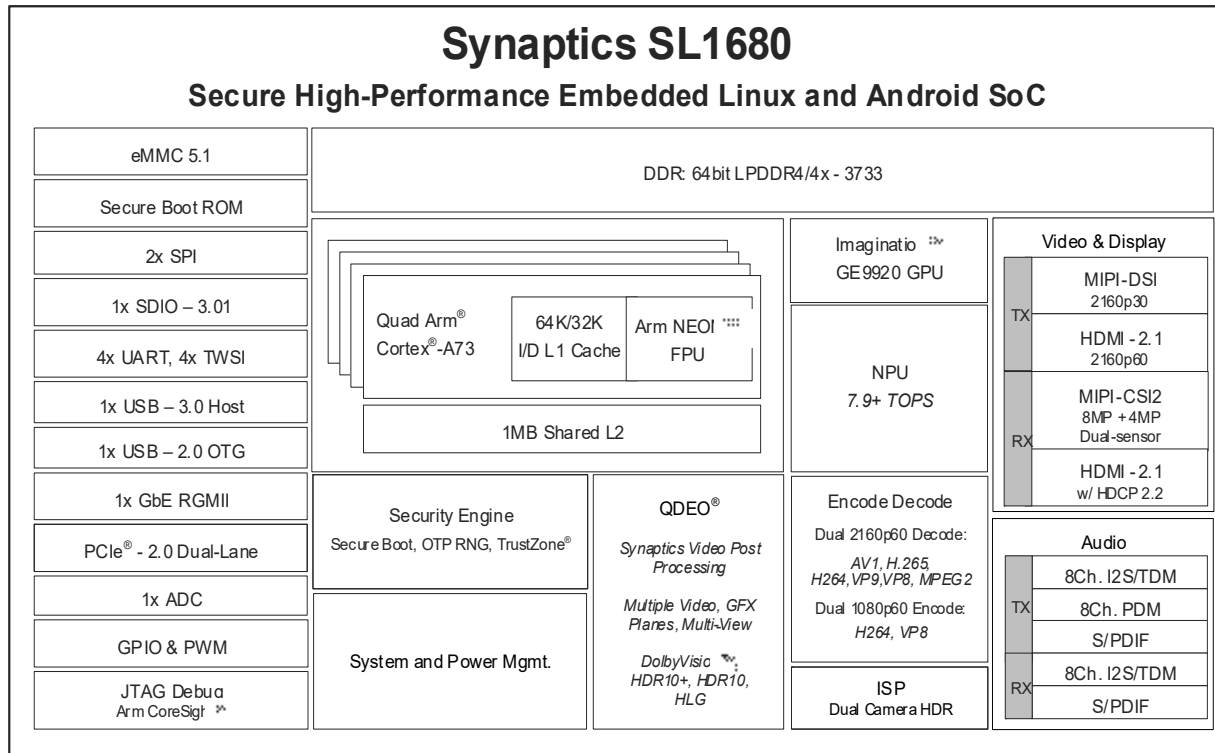 Synaptics SL1680
Secure High-Performance Embedded Linux and Android SoC
eMMC 5.1
Secure Boot ROM
2x SPI
1x SDIO – 3.01
4x UART, 4x TWSI
1x USB – 3.0 Host
1x USB – 2.0 OTG
1x GbE RGMII
PCIe® - 2.0 Dual-Lane
1x ADC
GPIO & PWM
JTAG Debug
Arm CoreSigh
DDR: 64bit LPDDR4/4x - 3733
Quad Arm®
Cortex®-A73
64K/32K
I/D L1 Cache
Arm NEON
FPU
1MB Shared L2
Imaginatio
GE9920 GPU
NPU
7.9+ TOPS
Security Engine
Secure Boot, OTP RNG, TrustZone®
System and Power Mgmt.
QDEO®
Synaptics Video Post
Processing
Multiple Video, GFX
Planes, Multi-View
DolbyVisio
HDR10+, HDR10,
HLG
Encode Decode
Dual 2160p60 Decode:
AV1, H.265,
H264,VP9,VP8, MPEG2
Dual 1080p60 Encode:
H264, VP8
ISP
Dual Camera HDR
Video & Display
TX
MIPI-DSI
2160p30
HDMI - 2.1
2160p60
RX
MIPI-CSI2
8MP + 4MP
Dual-sensor
HDMI - 2.1
w/ HDCP 2.2
Audio
TX
8Ch. I2S/TDM
8Ch. PDM
S/PDIF
RX
8Ch. I2S/TDM
S/PDIF